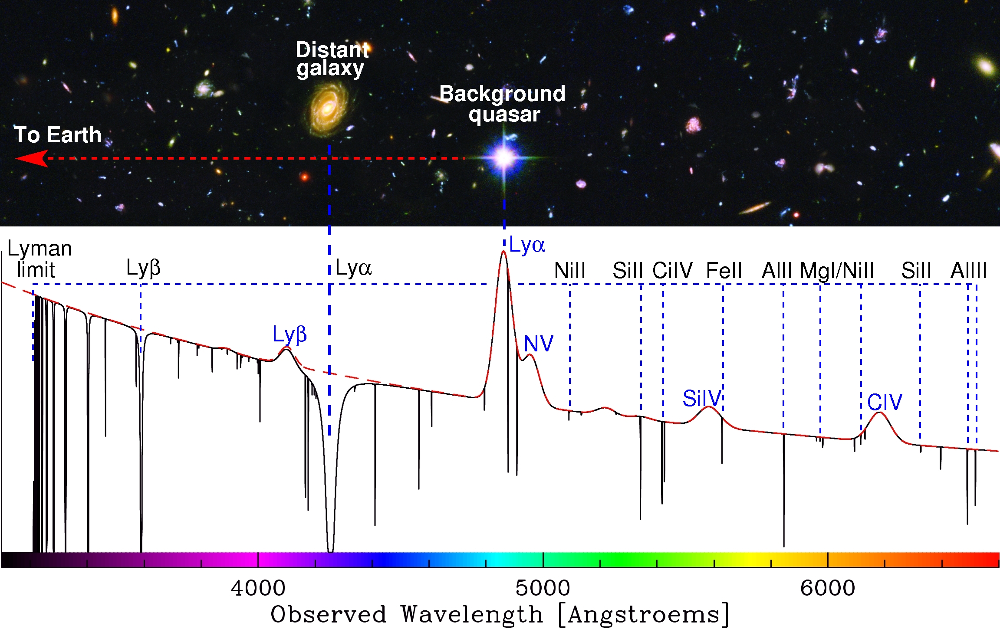 Distant
galaxy
Background
quasar
To Earth
Lyman
limit
Lyβ
Lyα
Lyα
NiII
SiII
CiIV
FeII
AlII
MgI/NiII
SiII
AlIII
Lyβ
NV
SiIV
CIV
4000
5000
6000
Observed Wavelength [Angstroems]